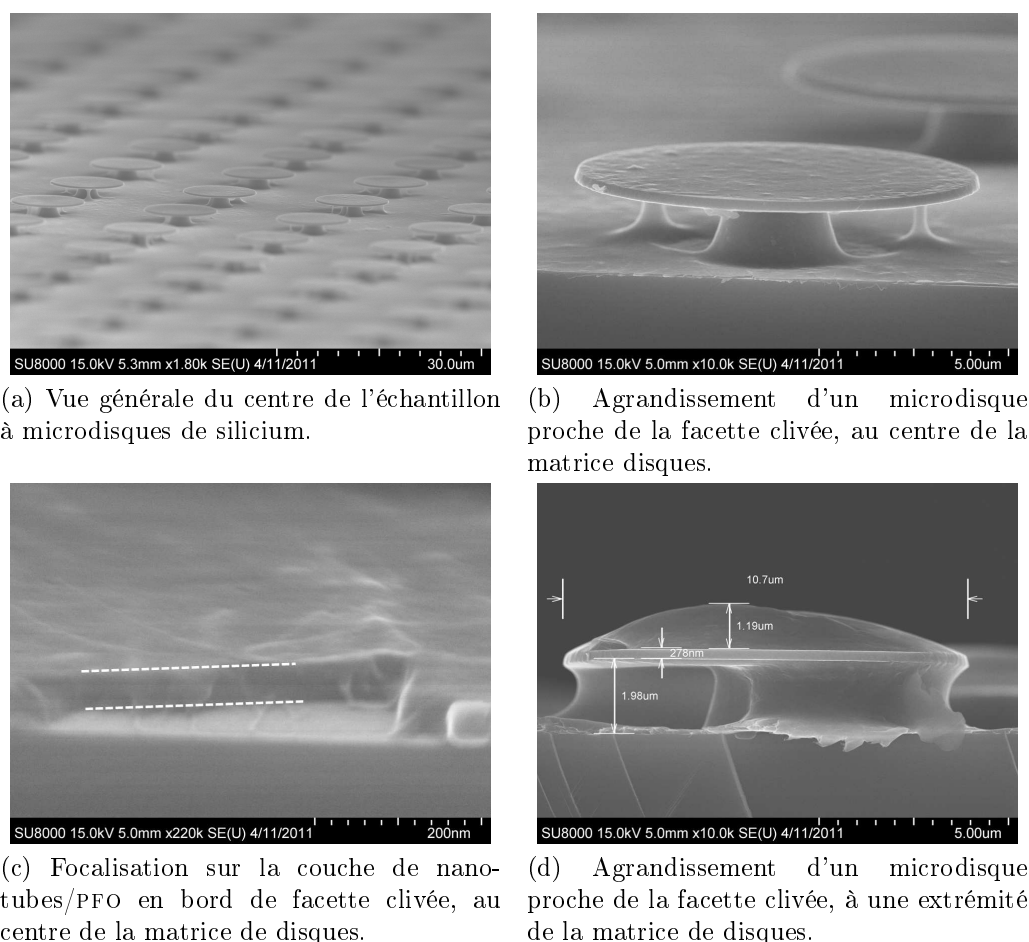 SU8000 15.0kV 5.3mm x1.80k SE(U) 4/11/2011 30.0um
SU8000 15.0kV 5.0mm x10.0k SE(U) 4/11/2011 5.00um
(a) Vue générale du centre de l'échantillon
à microdisques de silicium.
(b) Agrandissement d'un microdisque
proche de la facette clivée, au centre de la
matrice disques.
10.7um
1.19um
278nm
1.98um
SU8000 15.0kV 5.0mm x220k SE(U) 4/11/2011 200nm
SU8000 15.0kV 5.0mm x10.0k SE(U) 4/11/2011 5.00um
(c) Focalisation sur la couche de nano-
tubes/PFO en bord de facette clivée, au
centre de la matrice de disques.
(d) Agrandissement d'un microdisque
proche de la facette clivée, à une extrémité
de la matrice de disques.